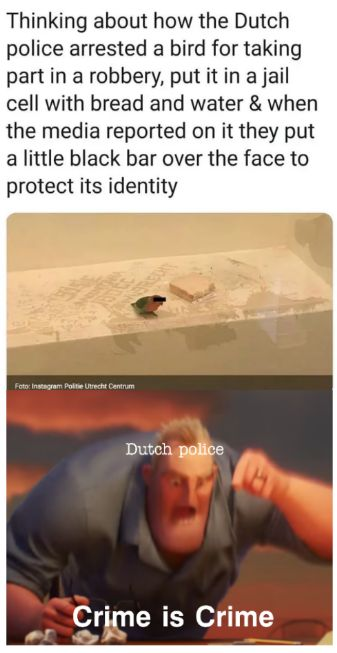 Thinking about how the Dutch
police arrested a bird for taking
part in a robbery, put it in a jail
cell with bread and water & when
the media reported on it they put
a little black bar over the face to
protect its identity
Foto: Instagram Politie Utrecht Centrum
Dutch police
Crime is Crime